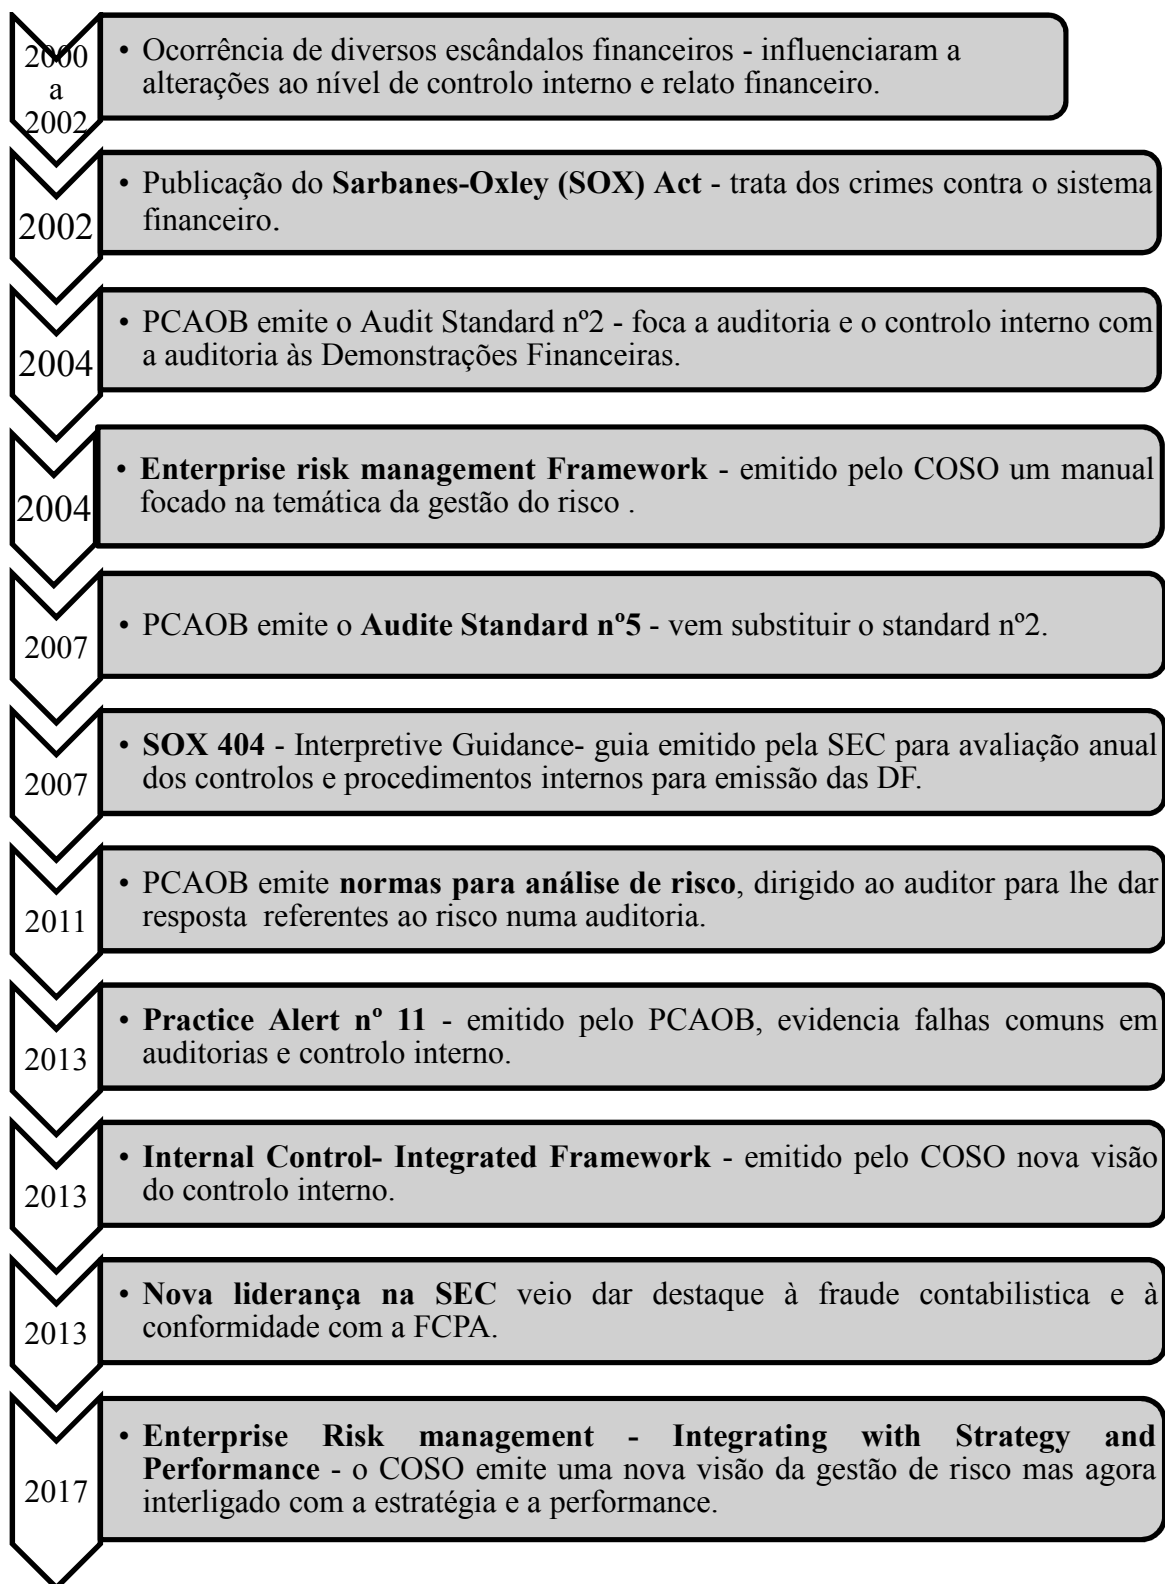 2000
a
2002
• Ocorrência de diversos escândalos financeiros - influenciaram a
alterações ao nível de controlo interno e relato financeiro.
2002
• Publicação do Sarbanes-Oxley (SOX) Act - trata dos crimes contra o sistema
financeiro.
2004
• PCAOB emite o Audit Standard nº2 - foca a auditoria e o controlo interno com
a auditoria às Demonstrações Financeiras.
2004
• Enterprise risk management Framework - emitido pelo COSO um manual
focado na temática da gestão do risco .
2007
• PCAOB emite o Audite Standard nº5 - vem substituir o standard nº2.
2007
• SOX 404 - Interpretive Guidance- guia emitido pela SEC para avaliação anual
dos controlos e procedimentos internos para emissão das DF.
2011
• PCAOB emite normas para análise de risco, dirigido ao auditor para lhe dar
resposta  referentes ao risco numa auditoria.
2013
• Practice Alert nº 11 - emitido pelo PCAOB, evidencia falhas comuns em
auditorias e controlo interno.
2013
• Internal Control- Integrated Framework - emitido pelo COSO nova visão
do controlo interno.
2013
• Nova liderança na SEC veio dar destaque à fraude contabilistica e à
conformidade com a FCPA.
2017
• Enterprise Risk management - Integrating with Strategy and
Performance - o COSO emite uma nova visão da gestão de risco mas agora
interligado com a estratégia e a performance.